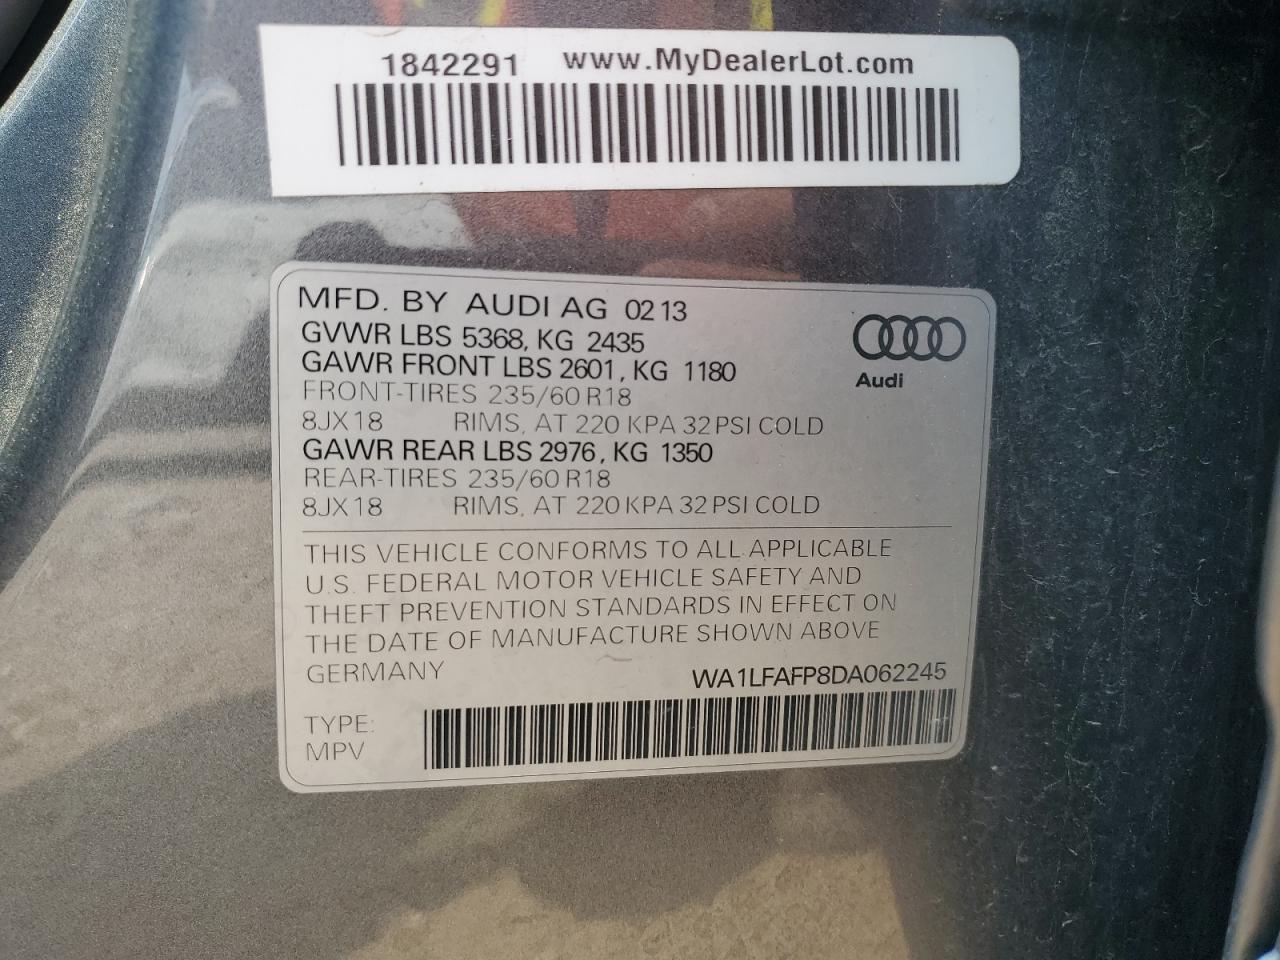 1842291 www.MyDealerLot.com
MFD. BY AUDI AG 0213
GVWR LBS 5368, KG 2435
GAWR FRONT LBS 2601, KG 1180
FRONT-TIRES 235/60 R18
8JX18 RIMS, AT 220 KPA 32 PSI COLD
GAWR REAR LBS 2976, KG 1350
REAR-TIRES 235/60 R18
8JX18 RIMS, AT 220 KPA 32 PSI COLD
Audi
THIS VEHICLE CONFORMS TO ALL APPLICABLE
U.S. FEDERAL MOTOR VEHICLE SAFETY AND
THEFT PREVENTION STANDARDS IN EFFECT ON
THE DATE OF MANUFACTURE SHOWN ABOVE
GERMANY WA1LFAFP8DA062245
TYPE:
MPV